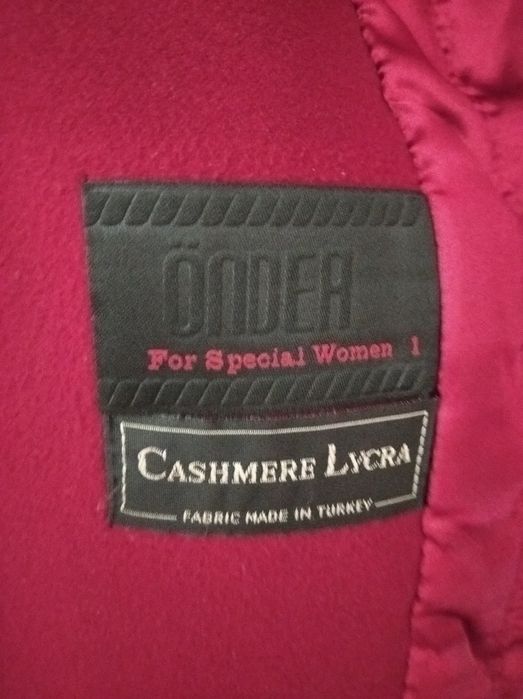 ÖNDER
For Special Women 1
CASHMERE LYCRA
FABRIC MADE IN TURKEY